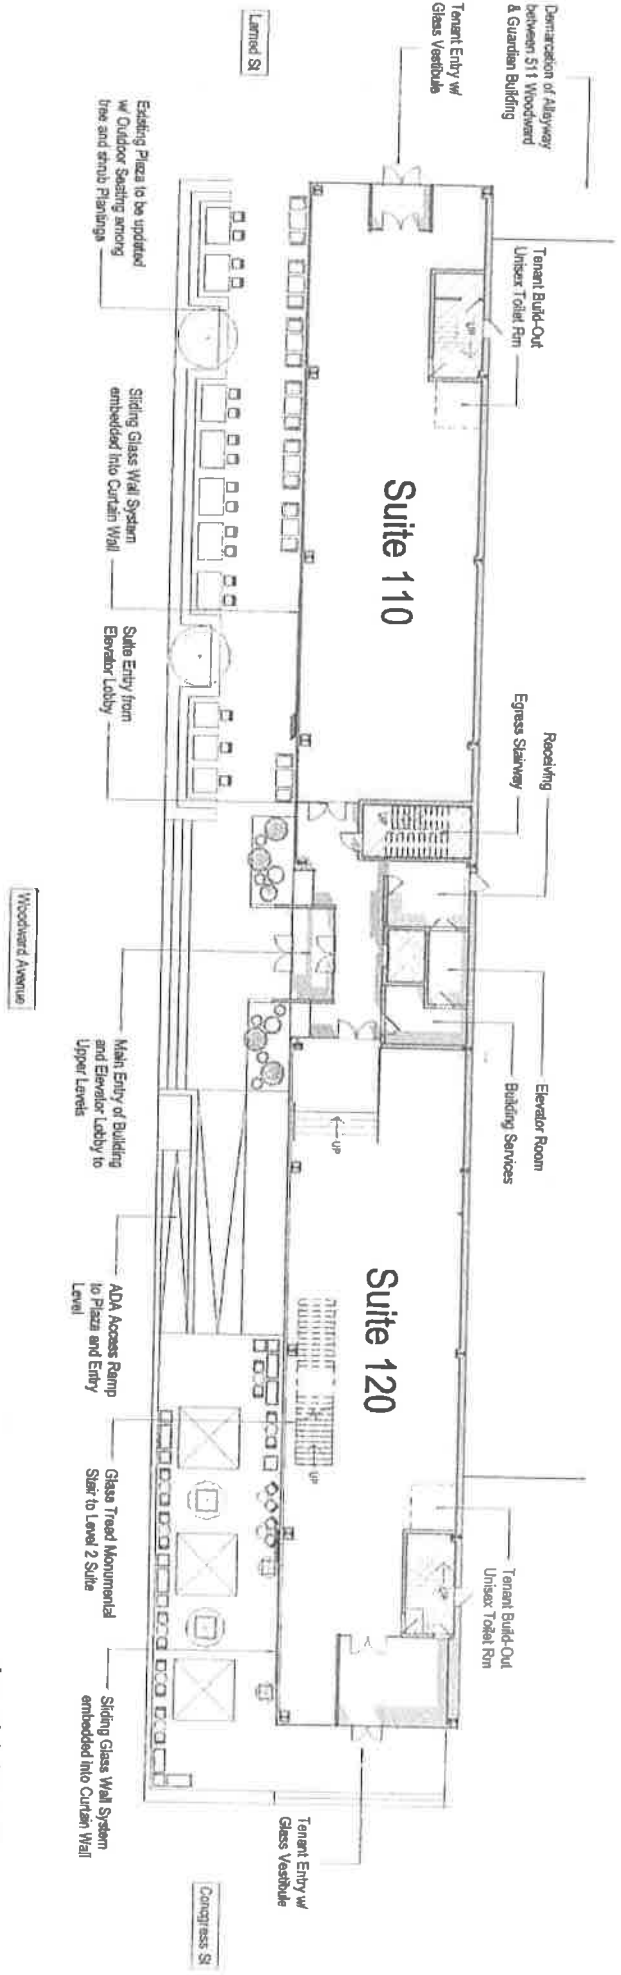 Demarcation of Alleyway
between 511 Woodward
& Guardian Building
Tenant Entry w/
Glass Vestibule
Larned St
Tenant Build-Out
Unisex Toilet Rm
UP
Existing Plaza to be updated
w/ Outdoor Seating among
tree and shrub Plantings
Suite 110
Sliding Glass Wall System
embedded into Curtain Wall
Suite Entry from
Elevator Lobby
Receiving
Egress Stairway
UP
Woodward Avenue
Elevator Room
Building Services
Main Entry of Building
and Elevator Lobby to
Upper Levels
UP
Suite 120
ADA Access Ramp
to Plaza and Entry
Level
UP
Glass Tread Monumental
Stair to Level 2 Suite
Tenant Build-Out
Unisex Toilet Rm
UP
Sliding Glass Wall System
embedded into Curtain Wall
Tenant Entry w/
Glass Vestibule
Congress St